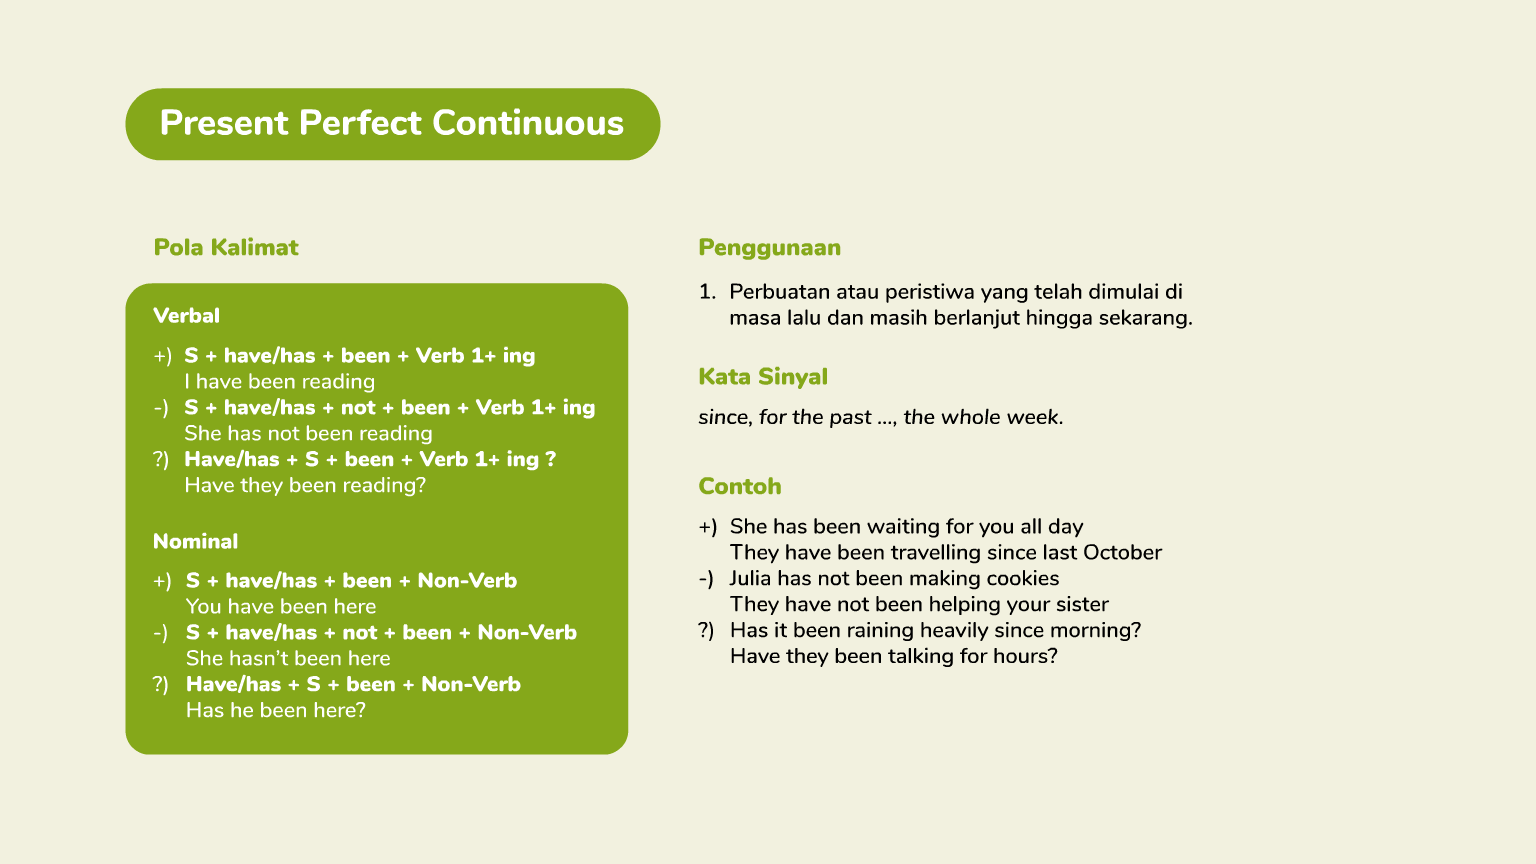 Present Perfect Continuous
Pola Kalimat
Verbal
+) S + have/has + been + Verb 1+ ing
I have been reading
-) S + have/has + not + been + Verb 1+ ing
She has not been reading
?) Have/has + S + been + Verb 1+ ing ?
Have they been reading?
Nominal
+) S + have/has + been + Non-Verb
You have been here
-) S + have/has + not + been + Non-Verb
She hasn’t been here
?) Have/has + S + been + Non-Verb
Has he been here?
Penggunaan
1. Perbuatan atau peristiwa yang telah dimulai di
masa lalu dan masih berlanjut hingga sekarang.
Kata Sinyal
since, for the past ..., the whole week.
Contoh
+) She has been waiting for you all day
They have been travelling since last October
-) Julia has not been making cookies
They have not been helping your sister
?) Has it been raining heavily since morning?
Have they been talking for hours?